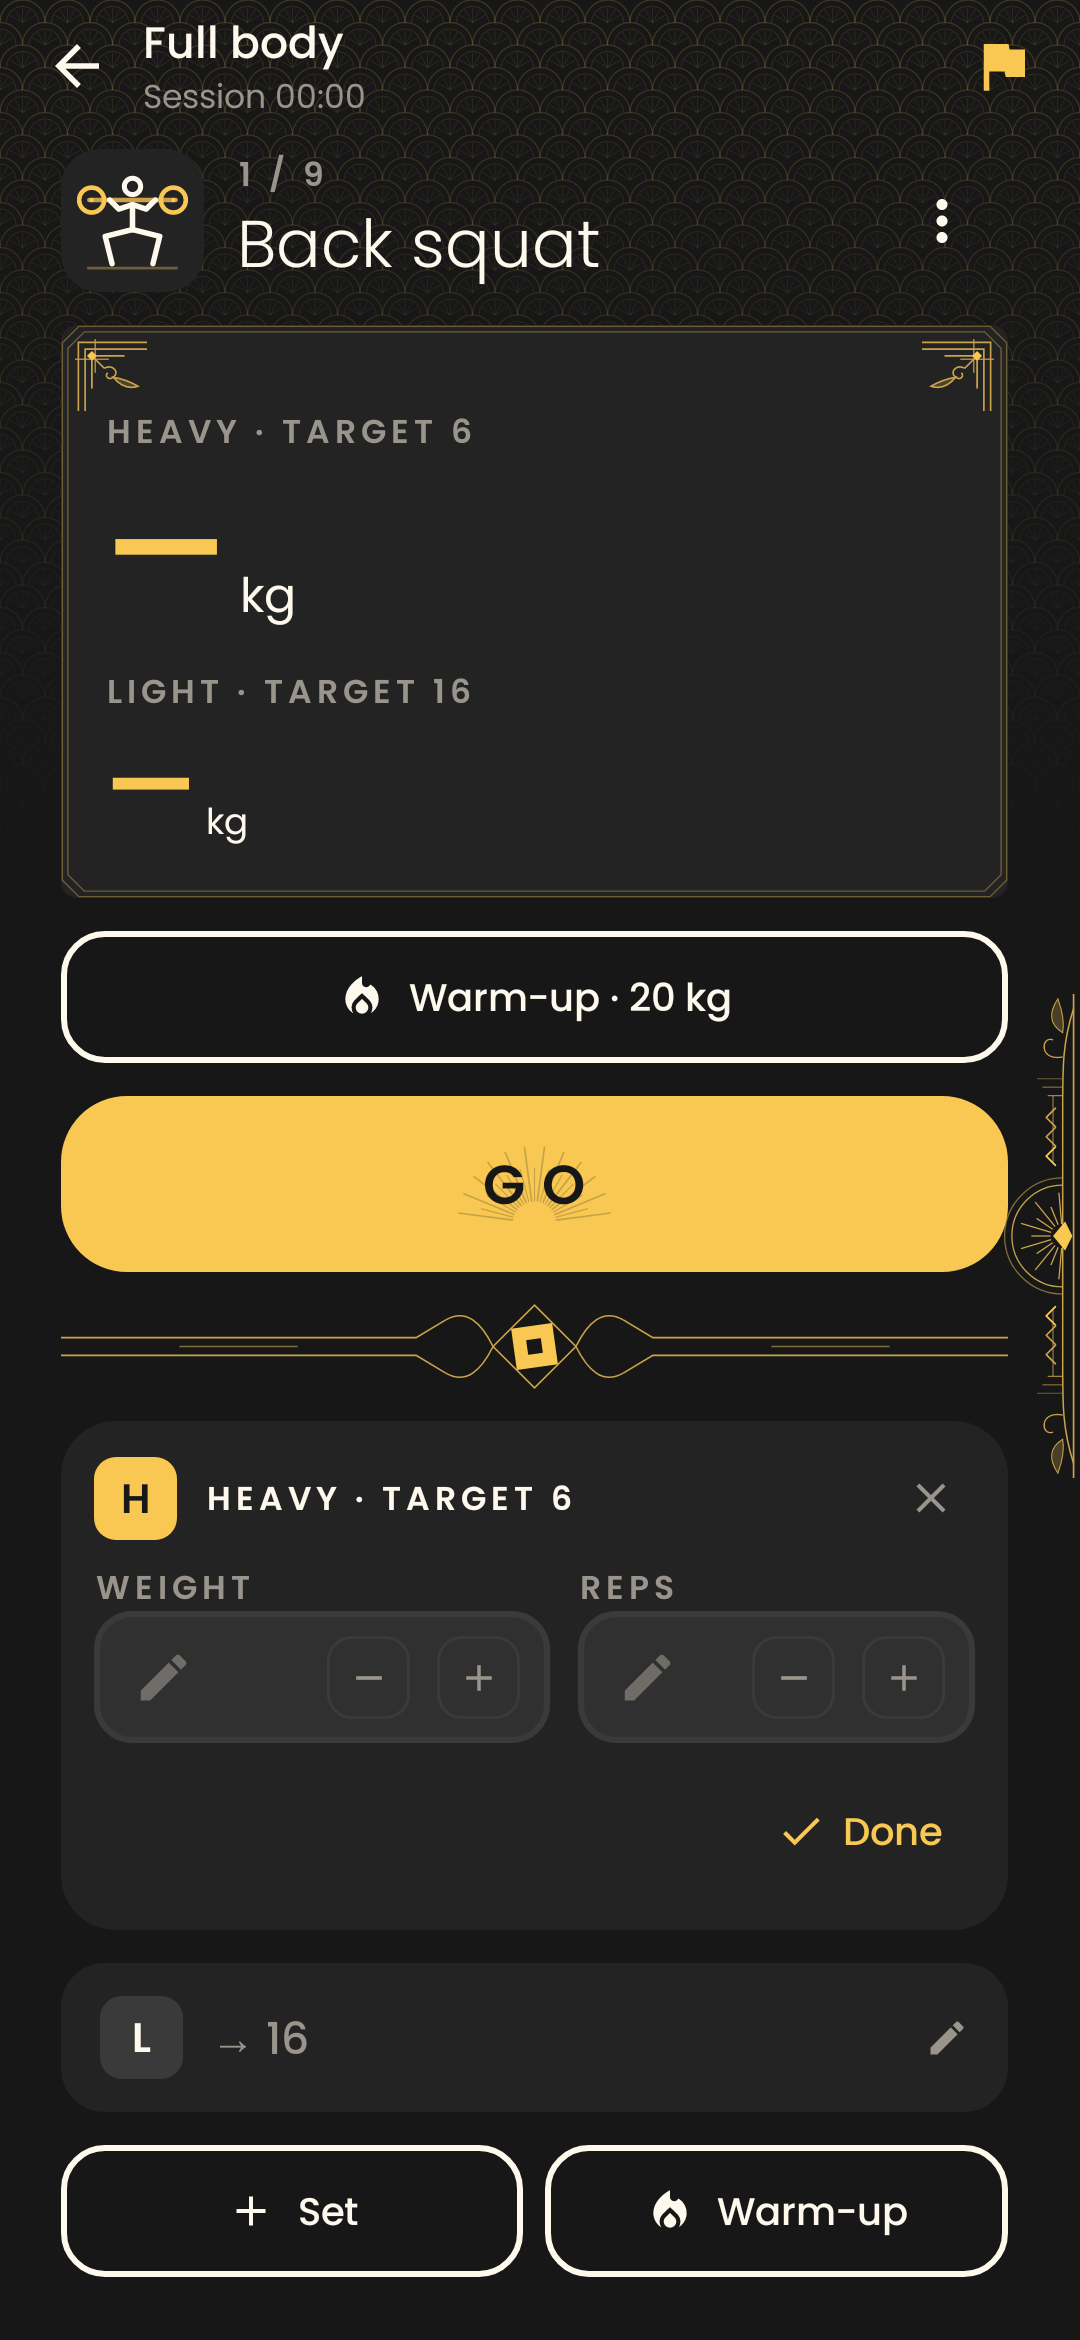 Full body
Session 00:00
1 / 9
Back squat
HEAVY · TARGET 6
— kg
LIGHT · TARGET 16
— kg
Warm-up · 20 kg
GO
H HEAVY · TARGET 6
WEIGHT REPS
Done
L → 16
+ Set Warm-up